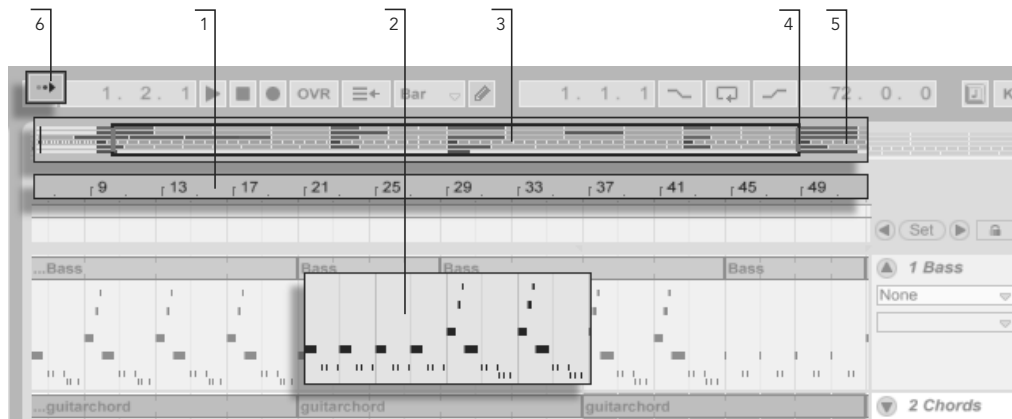 6 1 2 3 4 5
1. 2. 1 OVR Bar 1. 1. 1 72. 0. 0 K
9 13 17 21 25 29 33 37 41 45 49
Set
...Bass Bass Bass Bass 1 Bass
None
...guitarchord guitarchord guitarchord 2 Chords